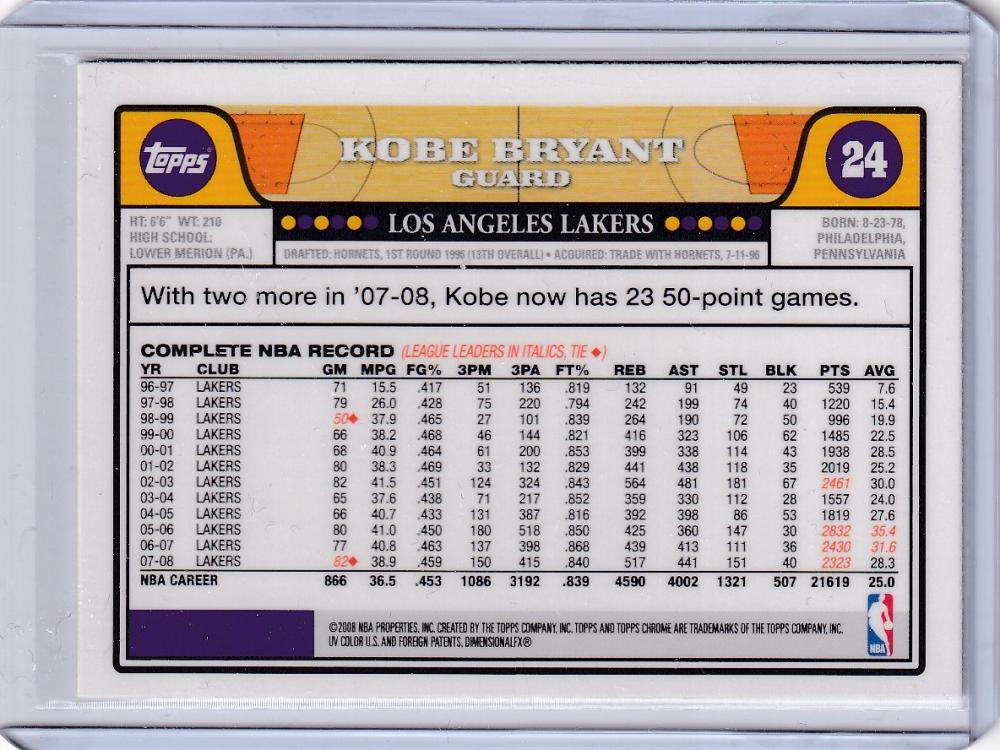 TOPPS
KOBE BRYANT
GUARD
24
HT: 6'6" WT: 210
HIGH SCHOOL:
LOWER MERION (PA.)
LOS ANGELES LAKERS
DRAFTED: HORNETS, 1ST ROUND 1996 (13TH OVERALL) • ACQUIRED: TRADE WITH HORNETS, 7-11-96
BORN: 8-23-78,
PHILADELPHIA,
PENNSYLVANIA
With two more in '07-08, Kobe now has 23 50-point games.
COMPLETE NBA RECORD (LEAGUE LEADERS IN ITALICS, TIE ◆)
YR CLUB GM MPG FG% 3PM 3PA FT% REB AST STL BLK PTS AVG
96-97 LAKERS 71 15.5 .417 51 136 .819 132 91 49 23 539 7.6
97-98 LAKERS 79 26.0 .428 75 220 .794 242 199 74 40 1220 15.4
98-99 LAKERS 50◆ 37.9 .465 27 101 .839 264 190 72 50 996 19.9
99-00 LAKERS 66 38.2 .468 46 144 .821 416 323 106 62 1485 22.5
00-01 LAKERS 68 40.9 .464 61 200 .853 399 338 114 43 1938 28.5
01-02 LAKERS 80 38.3 .469 33 132 .829 441 438 118 35 2019 25.2
02-03 LAKERS 82 41.5 .451 124 324 .843 564 481 181 67 2461 30.0
03-04 LAKERS 65 37.6 .438 71 217 .852 359 330 112 28 1557 24.0
04-05 LAKERS 66 40.7 .433 131 387 .816 392 398 86 53 1819 27.6
05-06 LAKERS 80 41.0 .450 180 518 .850 425 360 147 30 2832 35.4
06-07 LAKERS 77 40.8 .463 137 398 .868 439 413 111 36 2430 31.6
07-08 LAKERS 82◆ 38.9 .459 150 415 .840 517 441 151 40 2323 28.3
NBA CAREER 866 36.5 .453 1086 3192 .839 4590 4002 1321 507 21619 25.0
©2008 NBA PROPERTIES, INC. CREATED BY THE TOPPS COMPANY, INC. TOPPS AND TOPPS CHROME ARE TRADEMARKS OF THE TOPPS COMPANY, INC.
UV COLOR U.S. AND FOREIGN PATENTS, DIMENSIONALFX®
NBA